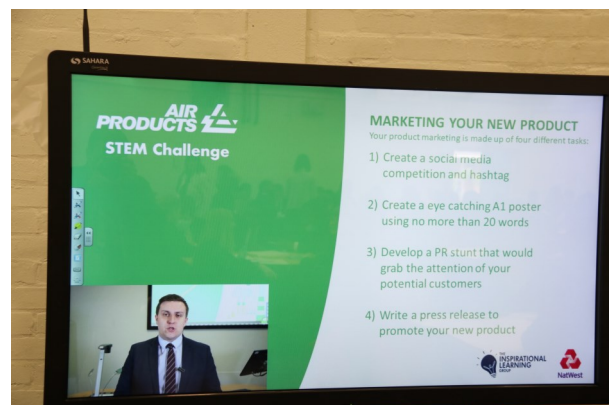 SAHARA
AIR
PRODUCTS
STEM Challenge
MARKETING YOUR NEW PRODUCT
Your product marketing is made up of four different tasks:
1) Create a social media
competition and hashtag
2) Create a eye catching A1 poster
using no more than 20 words
3) Develop a PR stunt that would
grab the attention of your
potential customers
4) Write a press release to
promote your new product
THE
INSPIRATIONAL
LEARNING
GROUP
NatWest